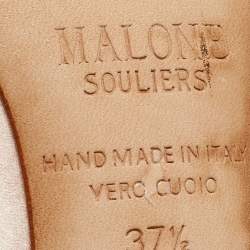 MALONE
SOULIERS
HAND MADE IN ITALY
VERO CUOIO
37½